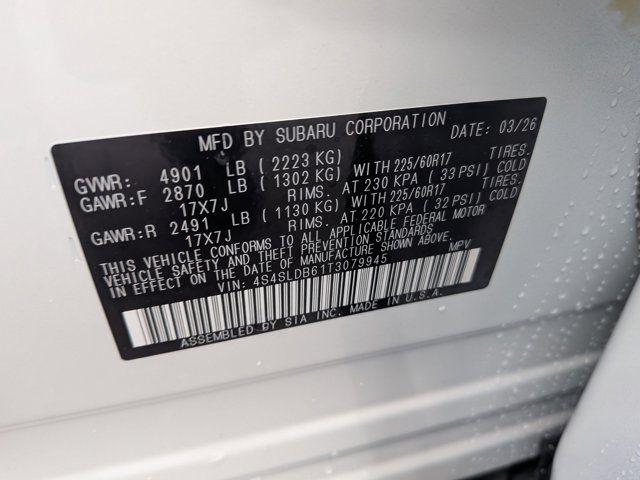 MFD BY SUBARU CORPORATION DATE: 03/26
GVWR: 4901 LB (2223 KG)
GAWR:F 2870 LB (1302 KG) WITH 225/60R17 TIRES.
17X7J RIMS. AT 230 KPA (33 PSI) COLD
GAWR:R 2491 LB (1130 KG) WITH 225/60R17 TIRES.
17X7J RIMS. AT 220 KPA (32 PSI) COLD
THIS VEHICLE CONFORMS TO ALL APPLICABLE FEDERAL MOTOR
VEHICLE SAFETY AND THEFT PREVENTION STANDARDS
IN EFFECT ON THE DATE OF MANUFACTURE SHOWN ABOVE.
VIN: 4S4SLDB61T3079945 MPV
ASSEMBLED BY SIA INC. MADE IN U.S.A.